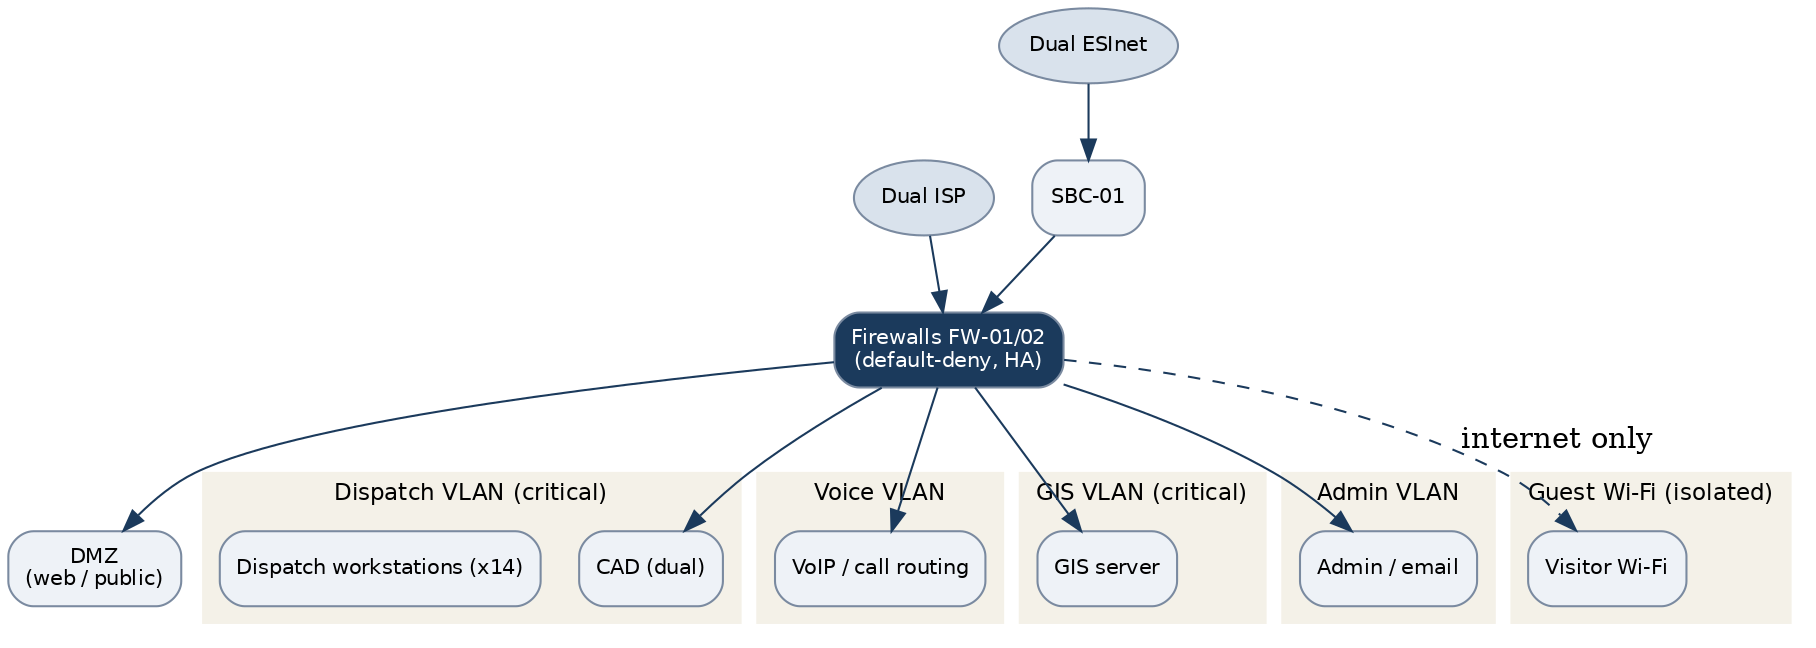 Dual ESInet
Dual ISP
SBC-01
Firewalls FW-01/02
(default-deny, HA)
internet only
Dispatch VLAN (critical)
Voice VLAN
GIS VLAN (critical)
Admin VLAN
Guest Wi-Fi (isolated)
DMZ
(web / public)
Dispatch workstations (x14)
CAD (dual)
VoIP / call routing
GIS server
Admin / email
Visitor Wi-Fi